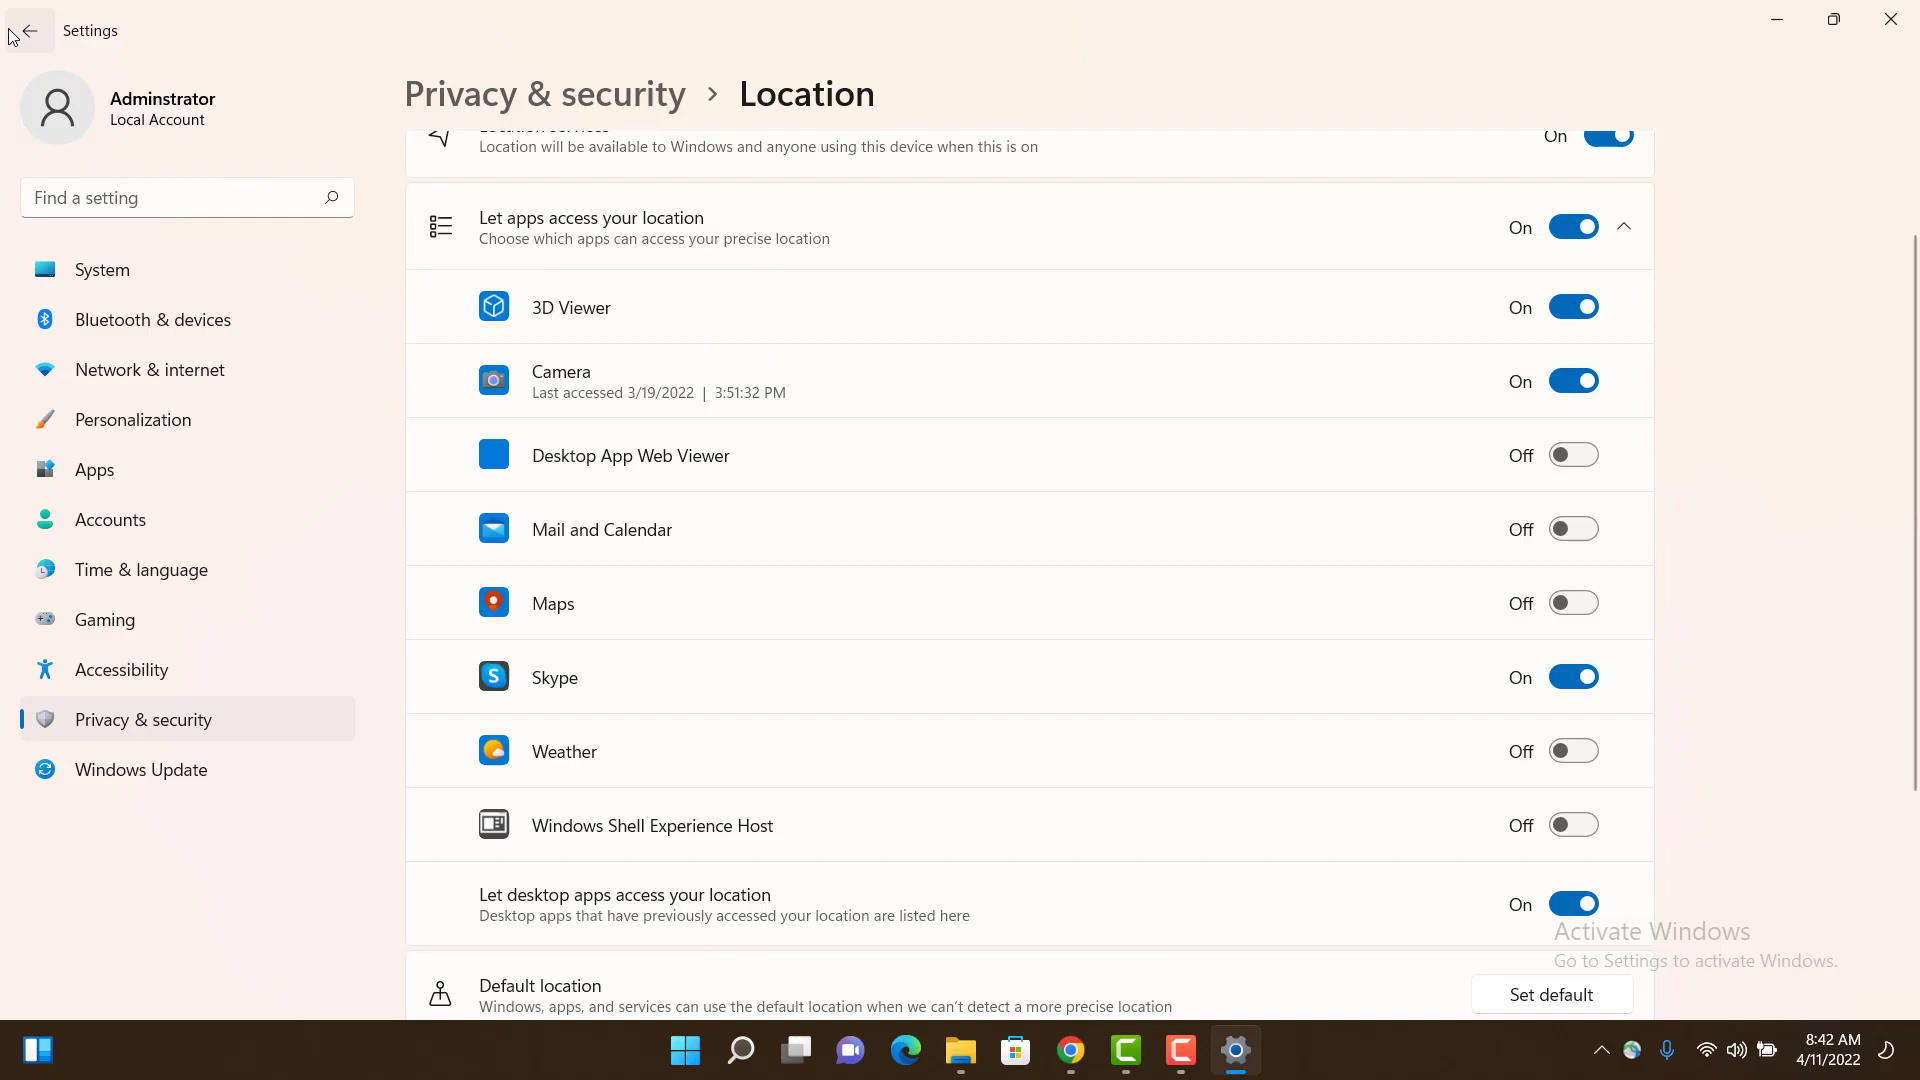 Settings
Adminstrator
Local Account
Find a setting
System
Bluetooth & devices
Network & internet
Personalization
Apps
Accounts
Time & language
Gaming
Accessibility
Privacy & security
Windows Update
Privacy & security > Location
Location services
Location will be available to Windows and anyone using this device when this is on
On
Let apps access your location
Choose which apps can access your precise location
On
3D Viewer
On
Camera
Last accessed 3/19/2022 | 3:51:32 PM
On
Desktop App Web Viewer
Off
Mail and Calendar
Off
Maps
Off
Skype
On
Weather
Off
Windows Shell Experience Host
Off
Let desktop apps access your location
Desktop apps that have previously accessed your location are listed here
On
Default location
Windows, apps, and services can use the default location when we can't detect a more precise location
Set default
Activate Windows
Go to Settings to activate Windows.
8:42 AM
4/11/2022